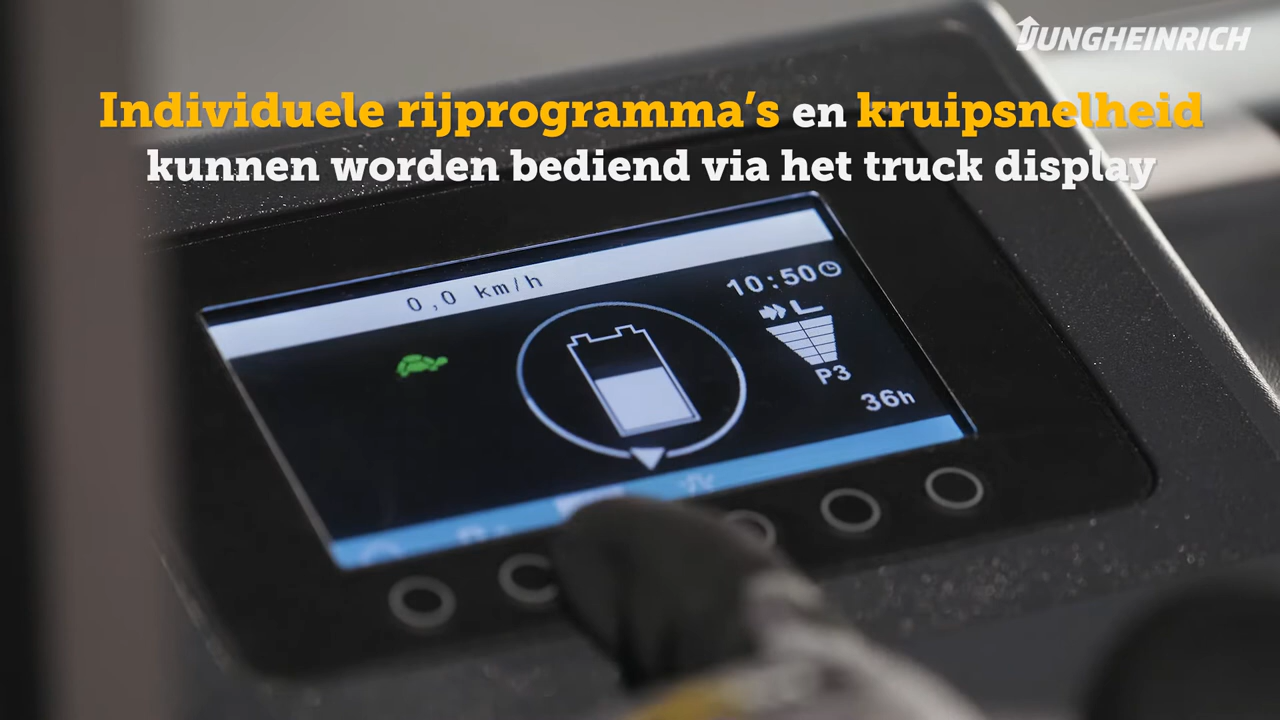 JUNGHEINRICH
Individuele rijprogramma’s en kruipsnelheid
kunnen worden bediend via het truck display
0,0 km/h
10:50
P3
36h